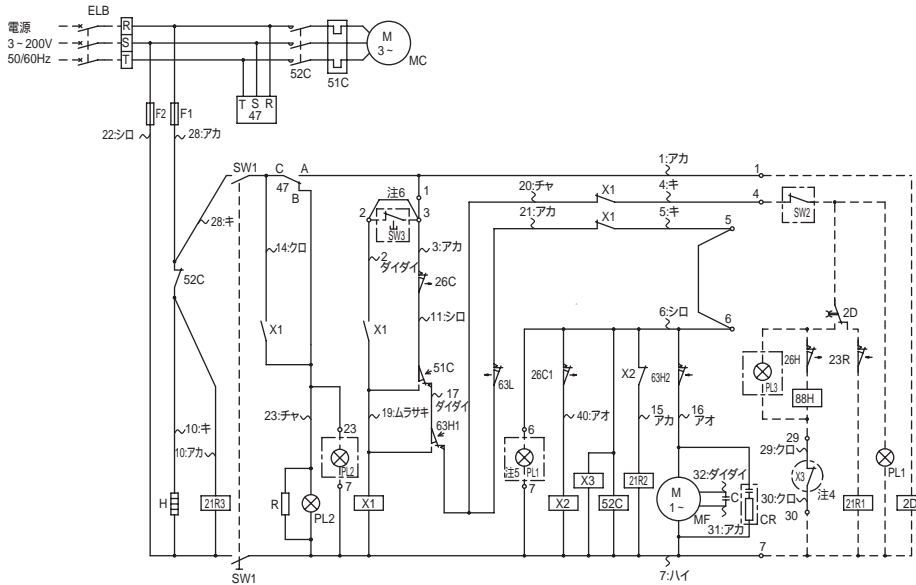 ELB
電源
3~200V
50/60Hz
R
S
T
52C
51C
M
3~
MC
T S R
47
F2
F1
22:シロ
28:アカ
SW1
C
A
47
B
1:アカ
1
注6
1
2
3
SW3
20:チャ
X1
4:キ
4
SW2
21:アカ
X1
5:キ
5
28:キ
14:クロ
2
ダイダイ
3:アカ
26C
52C
6:シロ
6
2D
X1
X1
11:シロ
51C
63L
26C1
X2
63H2
PL3
26H
23R
88H
17
ダイダイ
63H1
10:キ
10:アカ
23:チャ
23
PL2
7
19:ムラサキ
6
注5
PL1
7
40:アオ
15
アカ
16
アオ
29
29:クロ
X3
注4
30:クロ
30
PL1
H
21R3
R
PL2
X1
X2
X3
52C
21R2
M
1~
MF
32:ダイダイ
C
31:アカ
CR
21R1
2D
SW1
7:ハイ
7